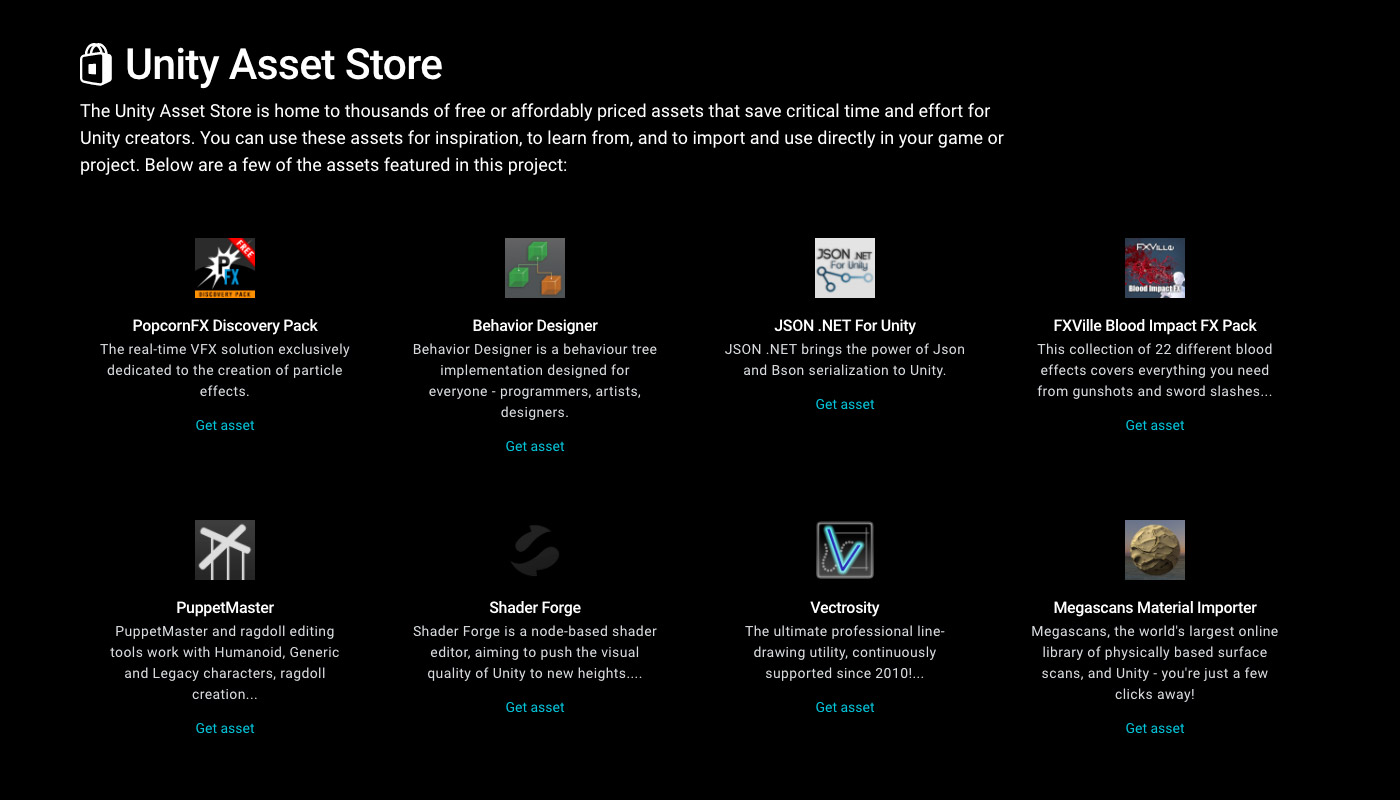 Unity Asset Store
The Unity Asset Store is home to thousands of free or affordably priced assets that save critical time and effort for
Unity creators. You can use these assets for inspiration, to learn from, and to import and use directly in your game or
project. Below are a few of the assets featured in this project:
FREE
P
FX
DISCOVERY PACK
PopcornFX Discovery Pack
The real-time VFX solution exclusively
dedicated to the creation of particle
effects.
Get asset
Behavior Designer
Behavior Designer is a behaviour tree
implementation designed for
everyone - programmers, artists,
designers.
Get asset
JSON .NET
For Unity
JSON .NET For Unity
JSON .NET brings the power of Json
and Bson serialization to Unity.
Get asset
FXVille
Blood Impact FX
FXVille Blood Impact FX Pack
This collection of 22 different blood
effects covers everything you need
from gunshots and sword slashes...
Get asset
PuppetMaster
PuppetMaster and ragdoll editing
tools work with Humanoid, Generic
and Legacy characters, ragdoll
creation...
Get asset
Shader Forge
Shader Forge is a node-based shader
editor, aiming to push the visual
quality of Unity to new heights....
Get asset
V
Vectrosity
The ultimate professional line-
drawing utility, continuously
supported since 2010!...
Get asset
Megascans Material Importer
Megascans, the world's largest online
library of physically based surface
scans, and Unity - you're just a few
clicks away!
Get asset